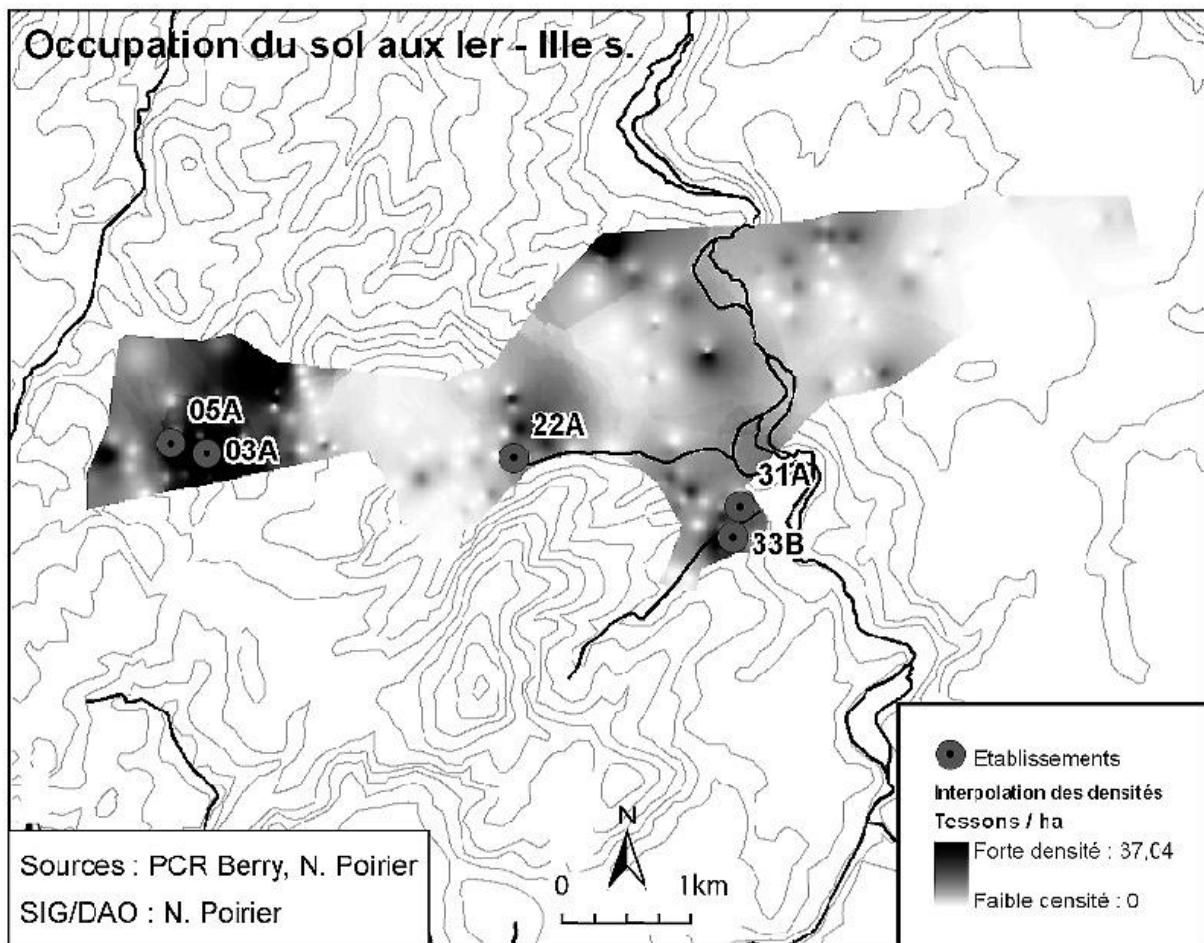 Occupation du sol aux Ier - IIIe s.
05A
03A
22A
31A
33B
Etablissements
Interpolation des densités
Tessons / ha
Forte densité : 37,04
Faible censité : 0
N
0 1km
Sources : PCR Berry, N. Poirier
SIG/DAO : N. Poirier